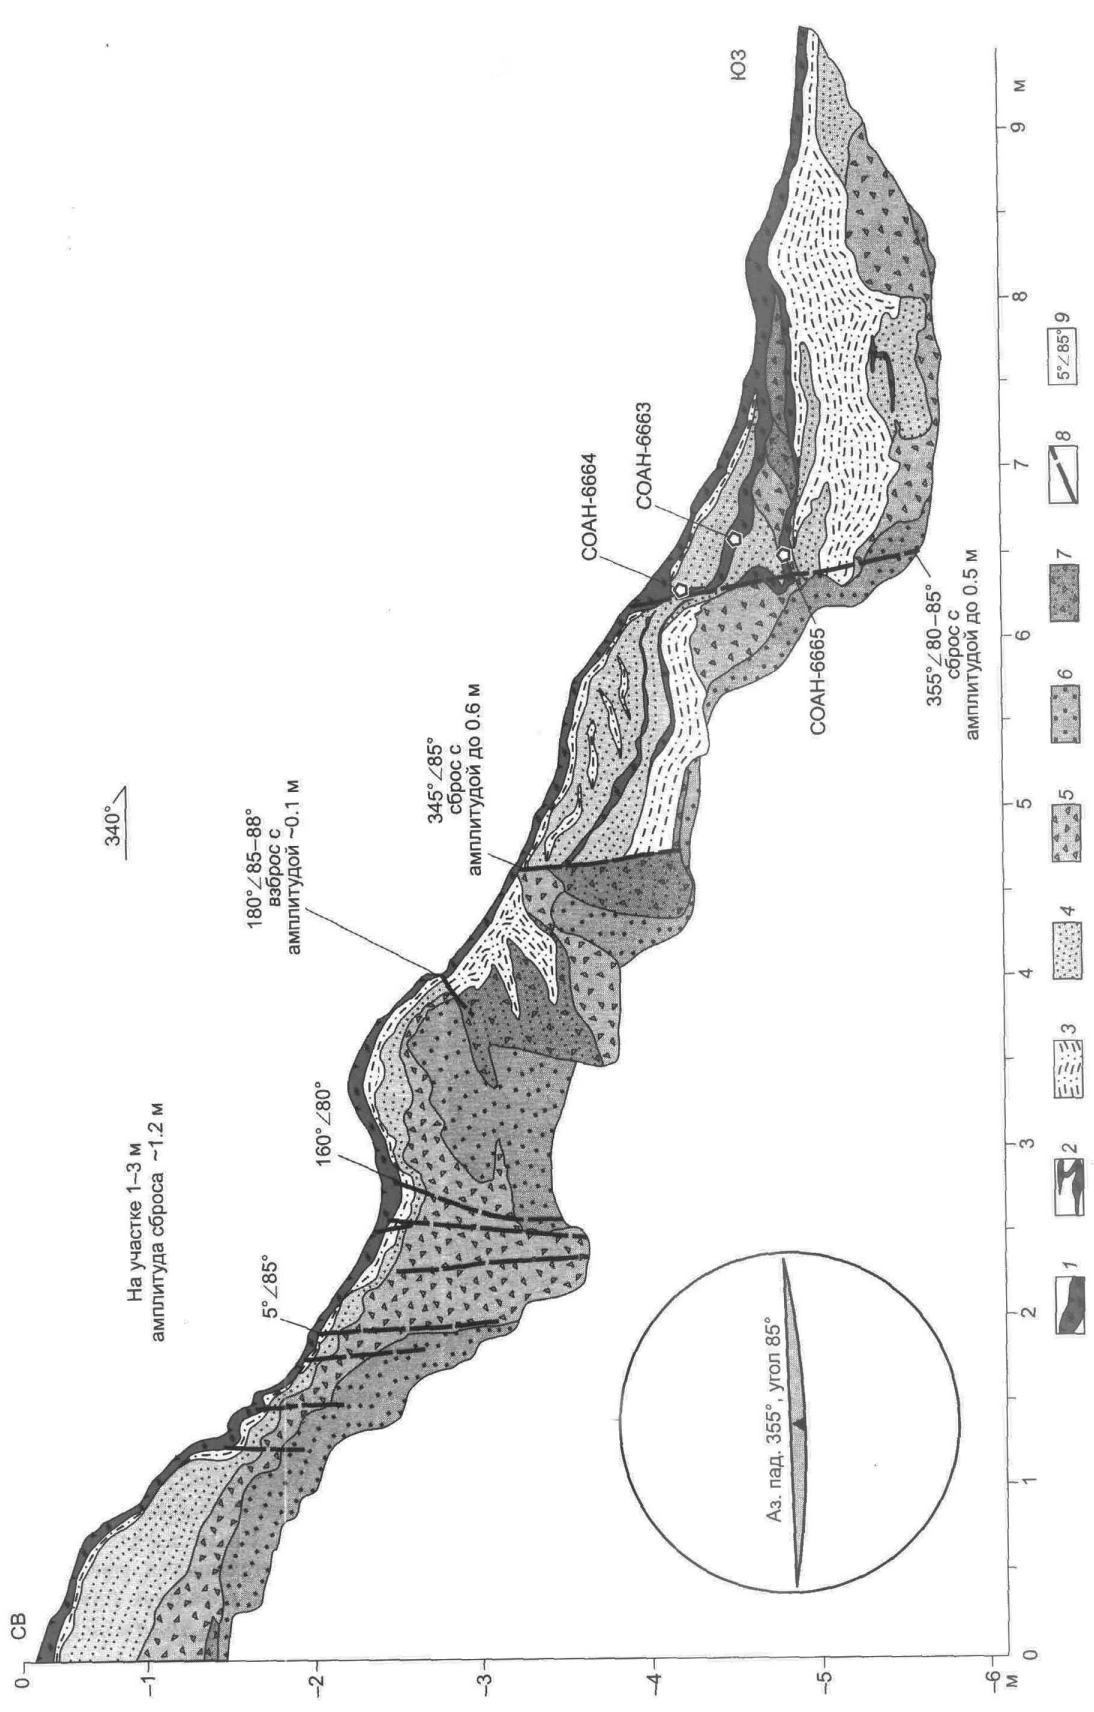 СВ
ЮЗ
340°
На участке 1–3 м
амплитуда сброса ~1.2 м
5°∠85°
160°∠80°
180°∠85–88°
взброс с
амплитудой ~0.1 м
345°∠85°
сброс с
амплитудой до 0.6 м
СОАН-6664
СОАН-6663
СОАН-6665
355°∠80–85°
сброс с
амплитудой до 0.5 м
Аз. пад. 355°, угол 85°
0
–1
–2
–3
–4
–5
–6
м
0 1 2 3 4 5 6 7 8 9 м
1 2 3 4 5 6 7 8 5°∠85° 9